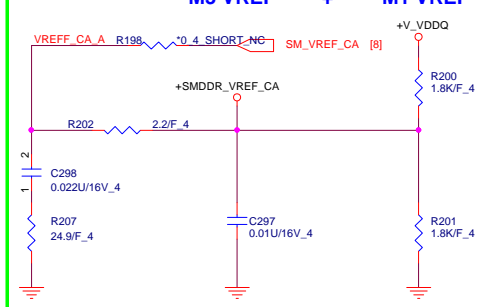 M3 VREF + M1 VREF
+V_VDDQ
VREFF_CA_A R198 *0_4_SHORT_NC SM_VREF_CA [8]
R200
1.8K/F_4
+SMDDR_VREF_CA
R202 2.2/F_4
2
C298
0.022U/16V_4
1
R207
24.9/F_4
C297
0.01U/16V_4
R201
1.8K/F_4